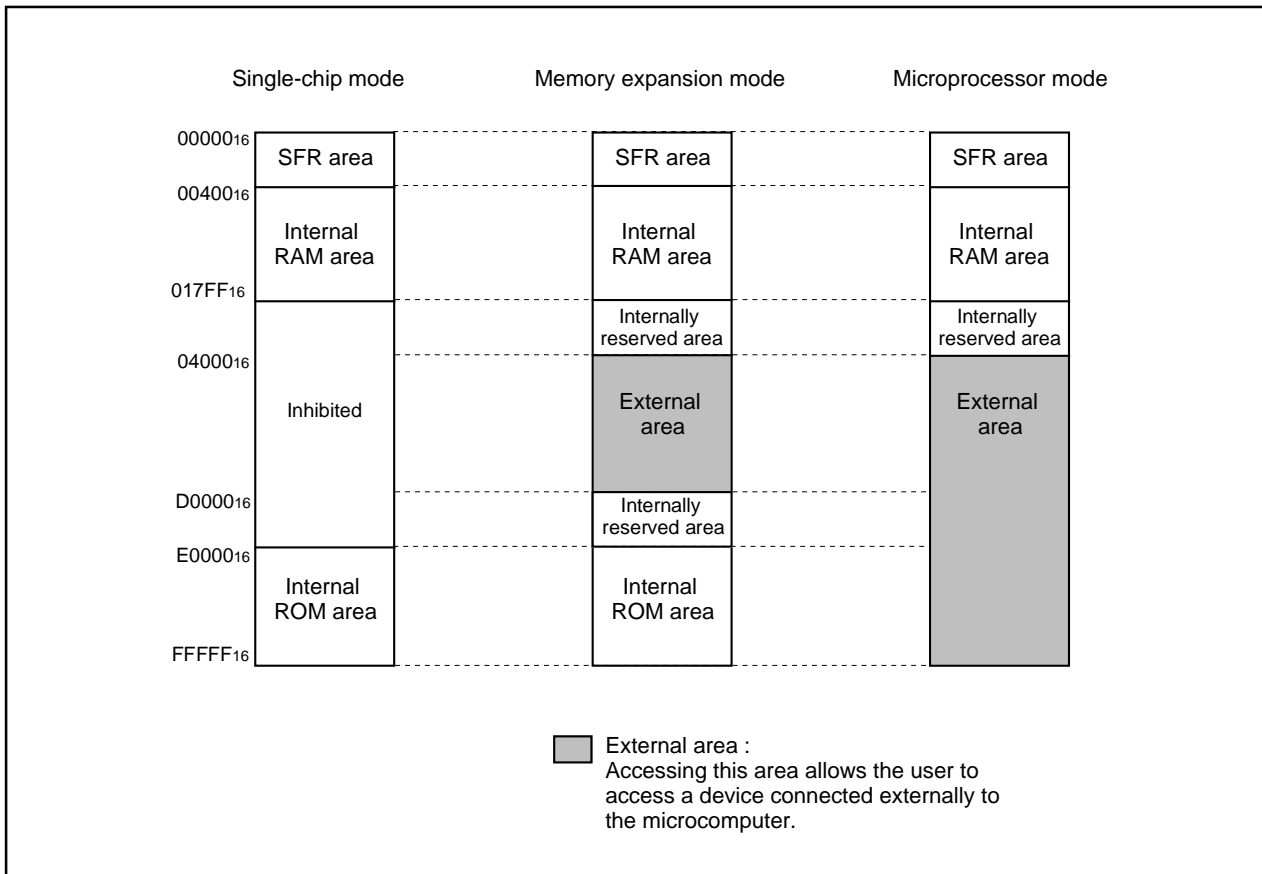 Single-chip mode
Memory expansion mode
Microprocessor mode
0000016
SFR area
SFR area
SFR area
0040016
Internal
RAM area
Internal
RAM area
Internal
RAM area
017FF16
Internally
reserved area
Internally
reserved area
0400016
Inhibited
External
area
External
area
D000016
Internally
reserved area
E000016
Internal
ROM area
Internal
ROM area
FFFFF16
External area :
Accessing this area allows the user to
access a device connected externally to
the microcomputer.